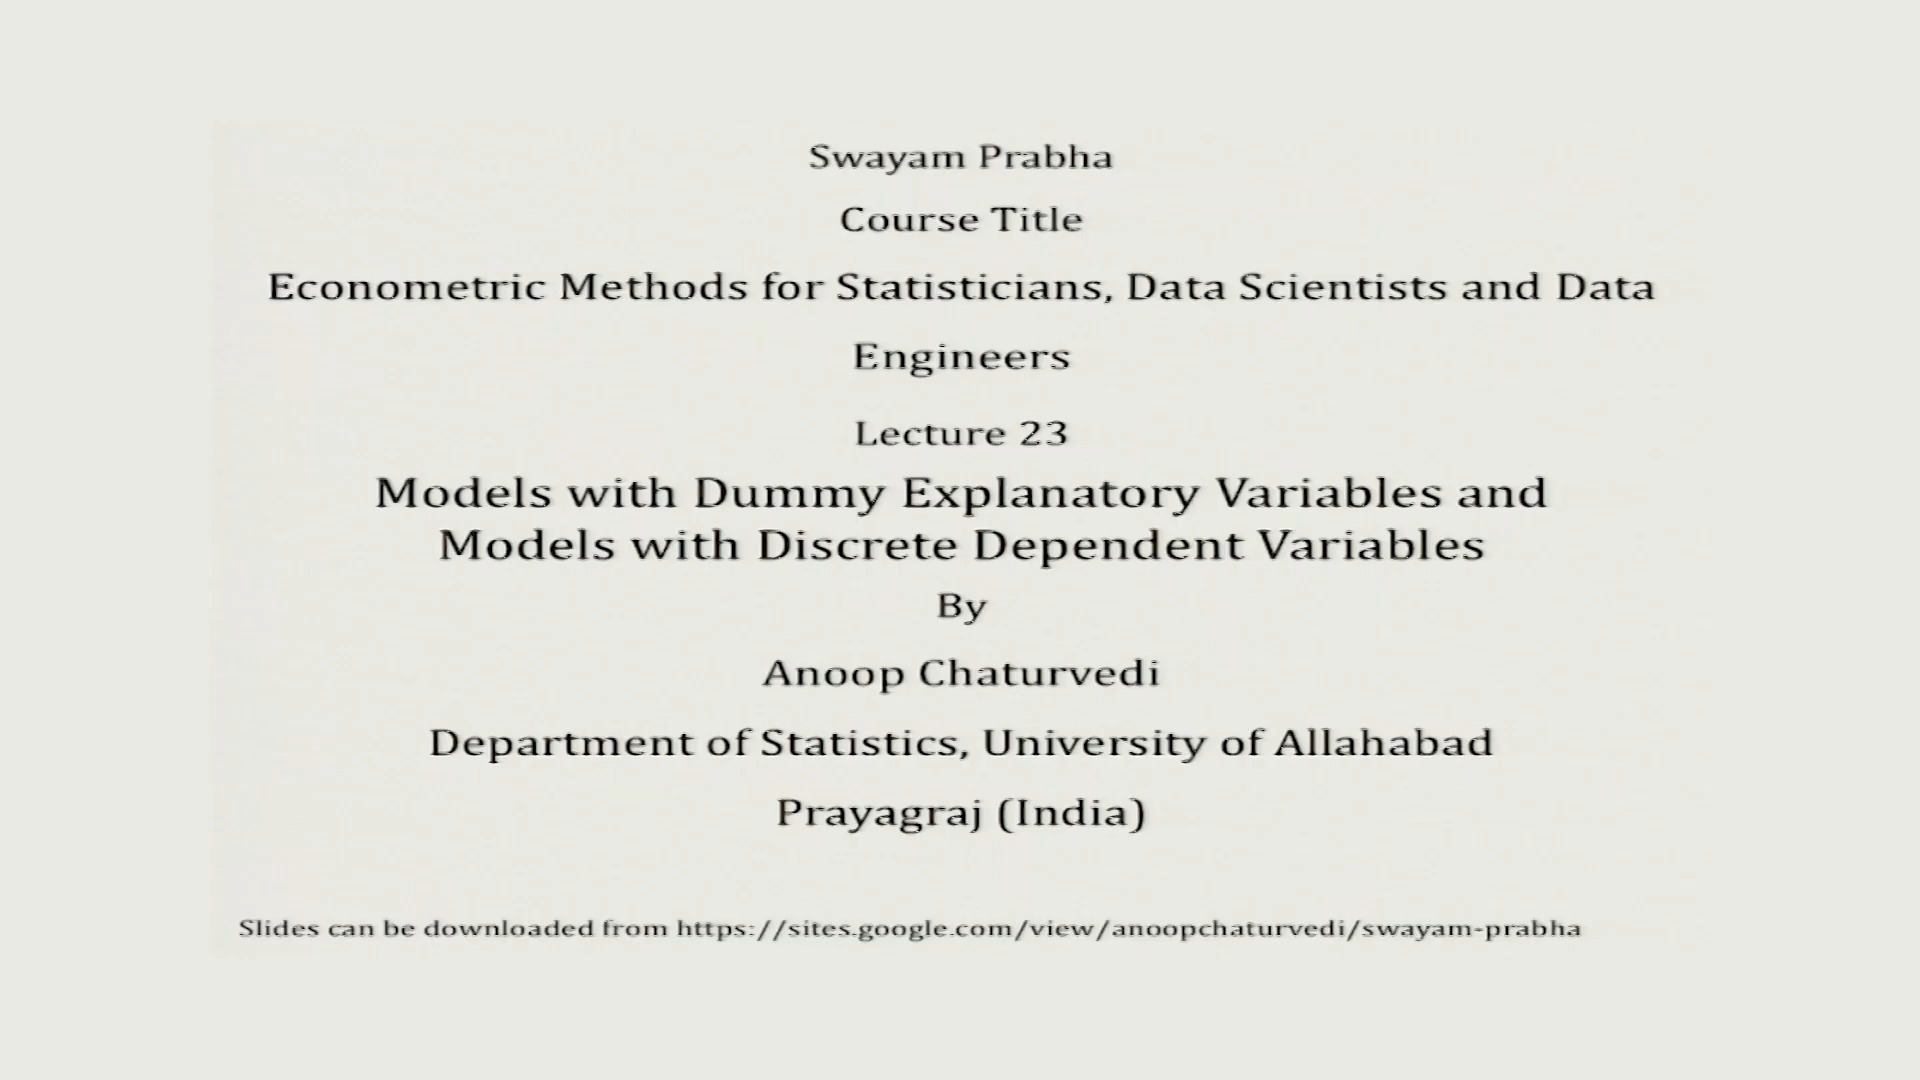 Swayam Prabha
Course Title
Econometric Methods for Statisticians, Data Scientists and Data
Engineers
Lecture 23
Models with Dummy Explanatory Variables and
Models with Discrete Dependent Variables
By
Anoop Chaturvedi
Department of Statistics, University of Allahabad
Prayagraj (India)
Slides can be downloaded from https://sites.google.com/view/anoopchaturvedi/swayam-prabha